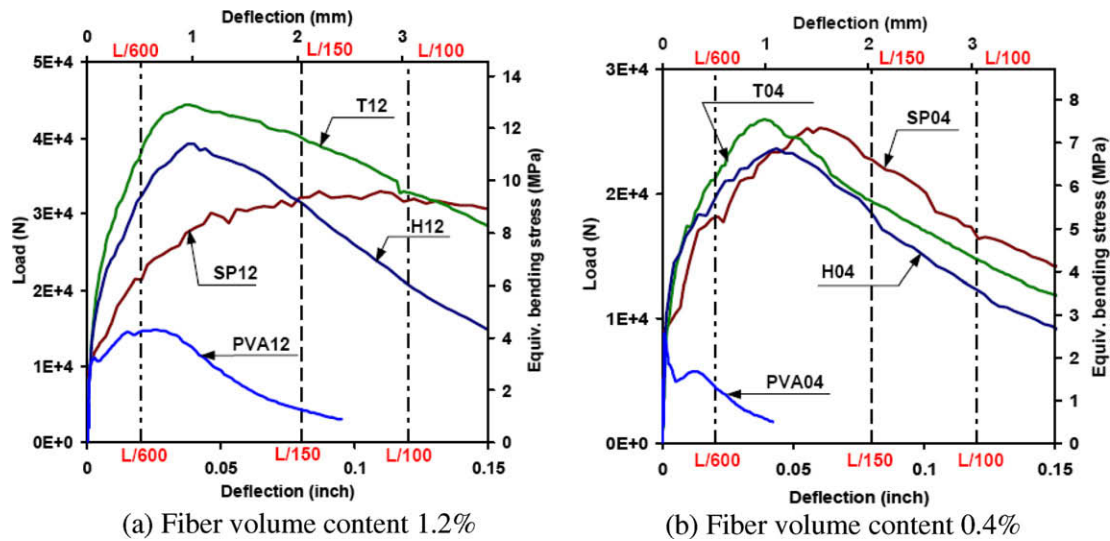 Deflection (mm)
0 1 2 3
L/600 L/150 L/100
5E+4 4E+4 3E+4 2E+4 1E+4 0E+0
Load (N)
T12
H12
SP12
PVA12
14 12 10 8 6 4 2 0
Equiv. bending stress (MPa)
L/600 L/150 L/100
0 0.05 0.1 0.15
Deflection (inch)
(a) Fiber volume content 1.2%
Deflection (mm)
0 1 2 3
L/600 L/150 L/100
3E+4 2E+4 1E+4 0E+0
Load (N)
T04
SP04
H04
PVA04
8 7 6 5 4 3 2 1 0
Equiv. bending stress (MPa)
L/600 L/150 L/100
0 0.05 0.1 0.15
Deflection (inch)
(b) Fiber volume content 0.4%